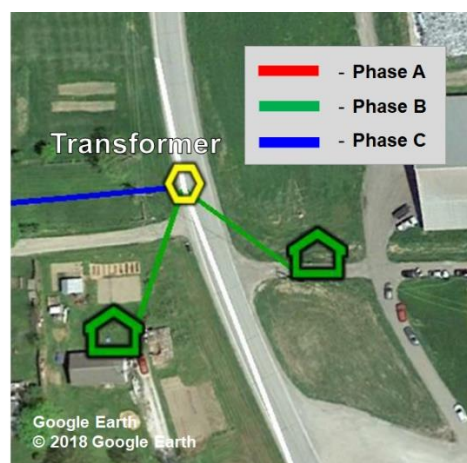 - Phase A
- Phase B
- Phase C
Transformer
Google Earth
© 2018 Google Earth